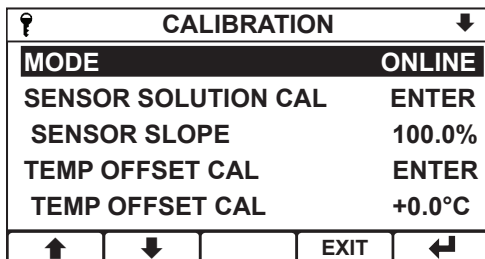 CALIBRATION
MODE ONLINE
SENSOR SOLUTION CAL ENTER
SENSOR SLOPE 100.0%
TEMP OFFSET CAL ENTER
TEMP OFFSET CAL +0.0°C
EXIT